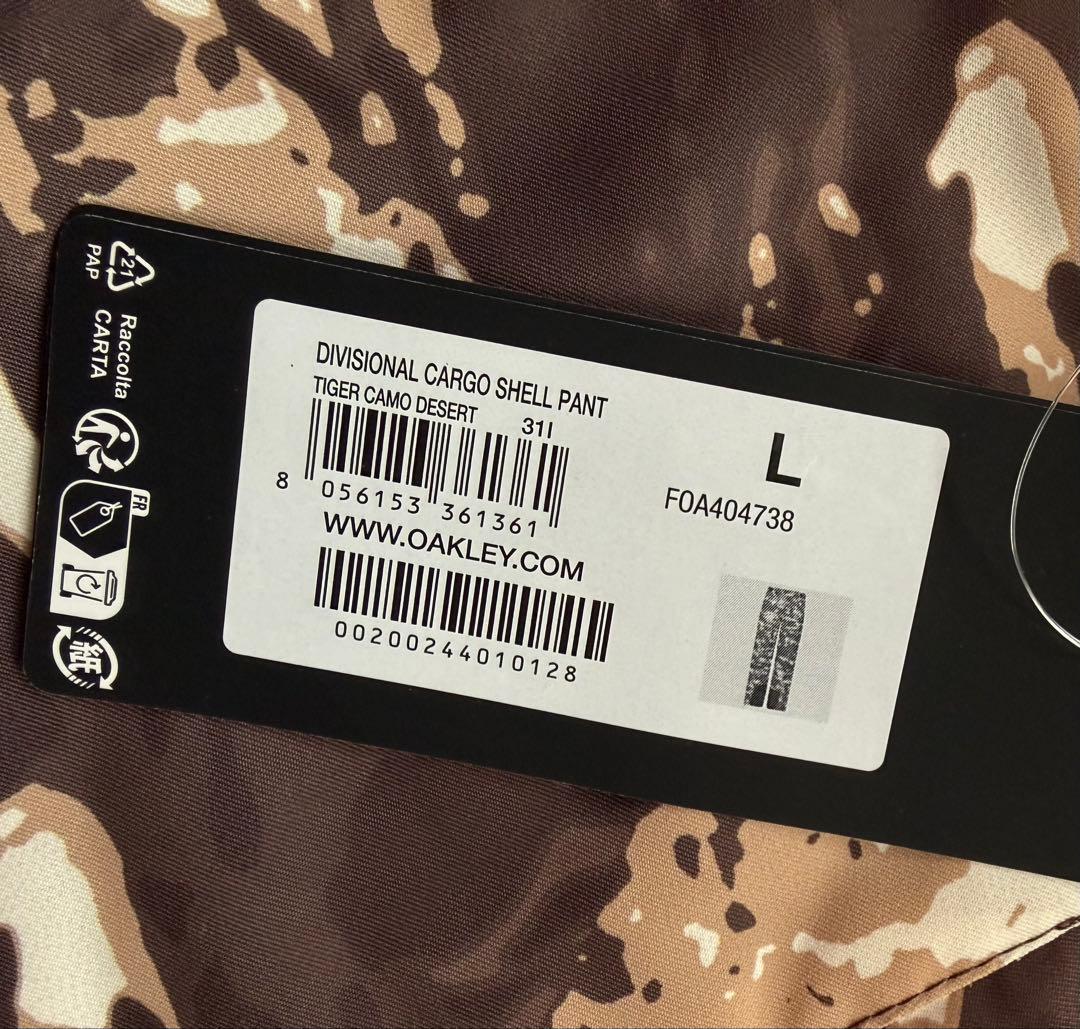 21
PAP
Raccolta
CARTA
FR
紙
DIVISIONAL CARGO SHELL PANT
TIGER CAMO DESERT 31I
8 056153 361361
WWW.OAKLEY.COM
00200244010128
L
F0A404738